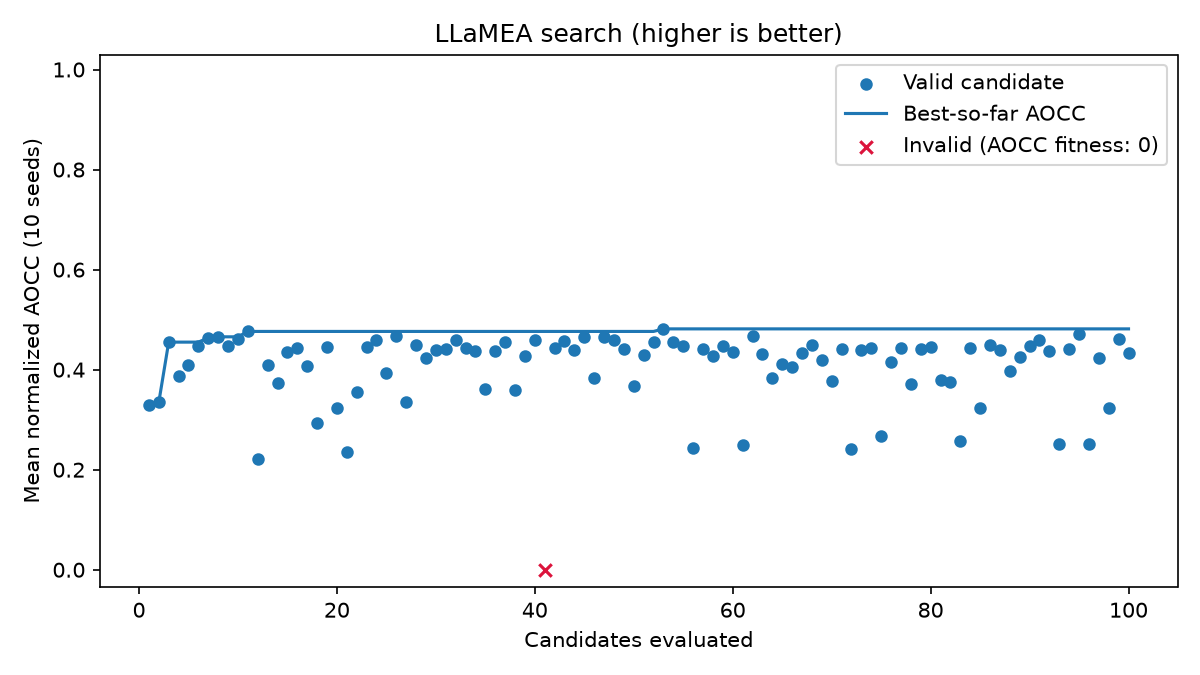 LLaMEA search (higher is better)
Valid candidate
Best-so-far AOCC
Invalid (AOCC fitness: 0)
Mean normalized AOCC (10 seeds)
1.0
0.8
0.6
0.4
0.2
0.0
0 20 40 60 80 100
Candidates evaluated